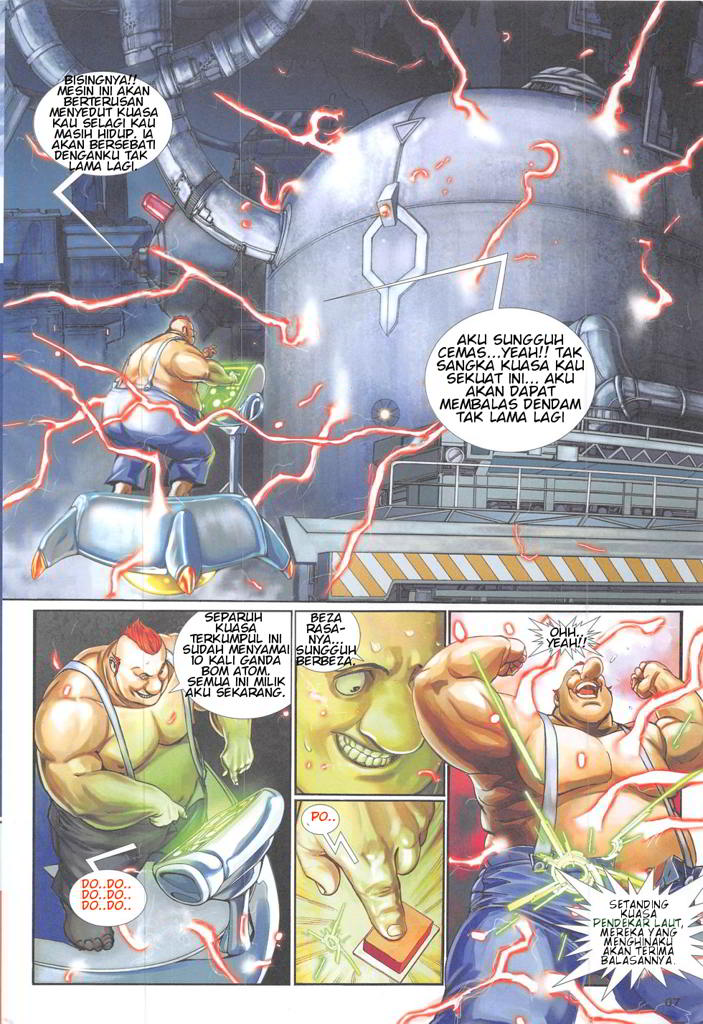 BISINGNYA!!
MESIN INI AKAN
BERTERUSAN
MENYEDUT KUASA
KAU SELAGI KAU
MASIH HIDUP. IA
AKAN BERSEBATI
DENGANKU TAK
LAMA LAGI.
AKU SUNGGUH
CEMAS...YEAH!! TAK
SANGKA KUASA KAU
SEKUAT INI... AKU
AKAN DAPAT
MEMBALAS DENDAM
TAK LAMA LAGI
SEPARUH
KUASA
TERKUMPUL INI
SUDAH MENYAMAI
10 KALI GANDA
BOM ATOM.
SEMUA INI MILIK
AKU SEKARANG.
DO..DO..
DO..DO..
DO..DO..
BEZA
RASA-
NYA...
SUNGGUH
BERBEZA.
PO..
OHH..
YEAH!!
SETANDING
KUASA
PENDEKAR LAUT,
MEREKA YANG
MENGHINAKU
AKAN TERIMA
BALASANNYA.
07